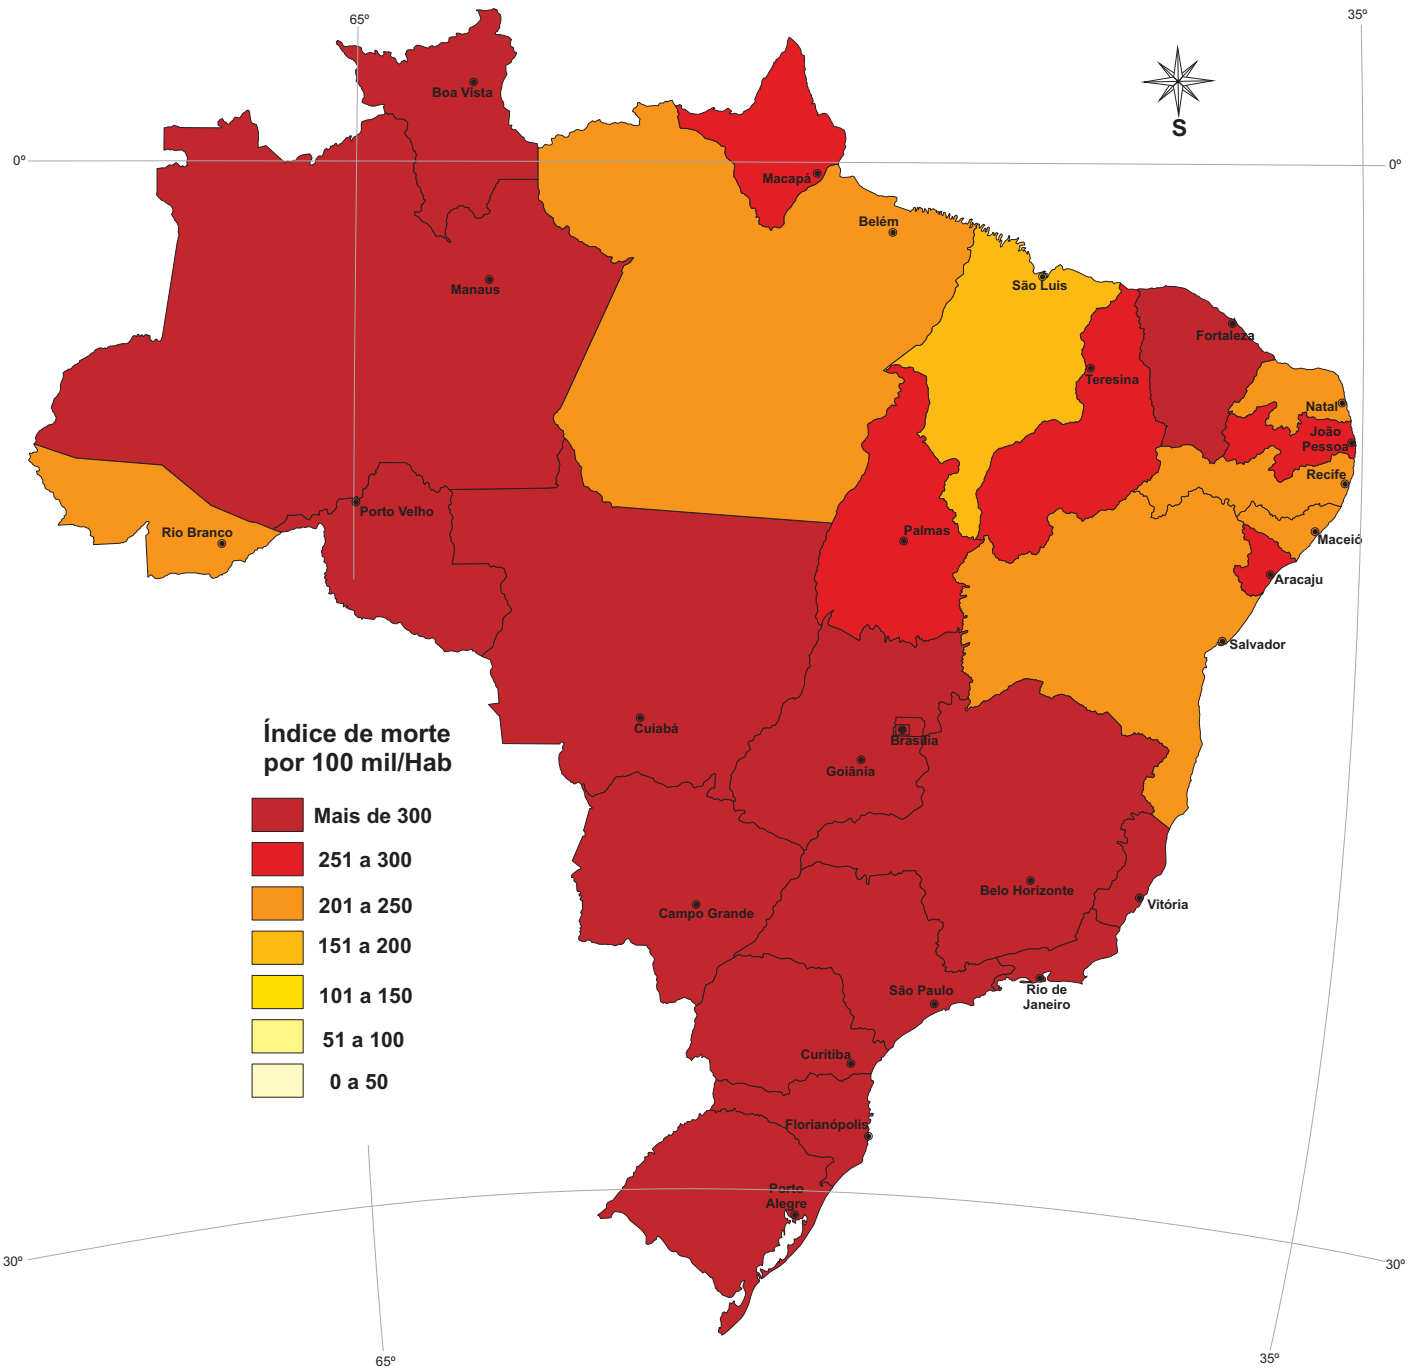 65º
35º
Boa Vista
S
0º
0º
Macapá
Belém
São Luis
Manaus
Fortaleza
Teresina
Natal
João
Pessoa
Recife
Porto Velho
Rio Branco
Palmas
Maceió
Aracaju
Salvador
Índice de morte
por 100 mil/Hab
Cuiabá
Brasília
Goiânia
Mais de 300
251 a 300
201 a 250
151 a 200
101 a 150
51 a 100
0 a 50
Belo Horizonte
Vitória
Campo Grande
São Paulo
Rio de
Janeiro
Curitiba
Florianópolis
Porto
Alegre
30º
30º
65º
35º